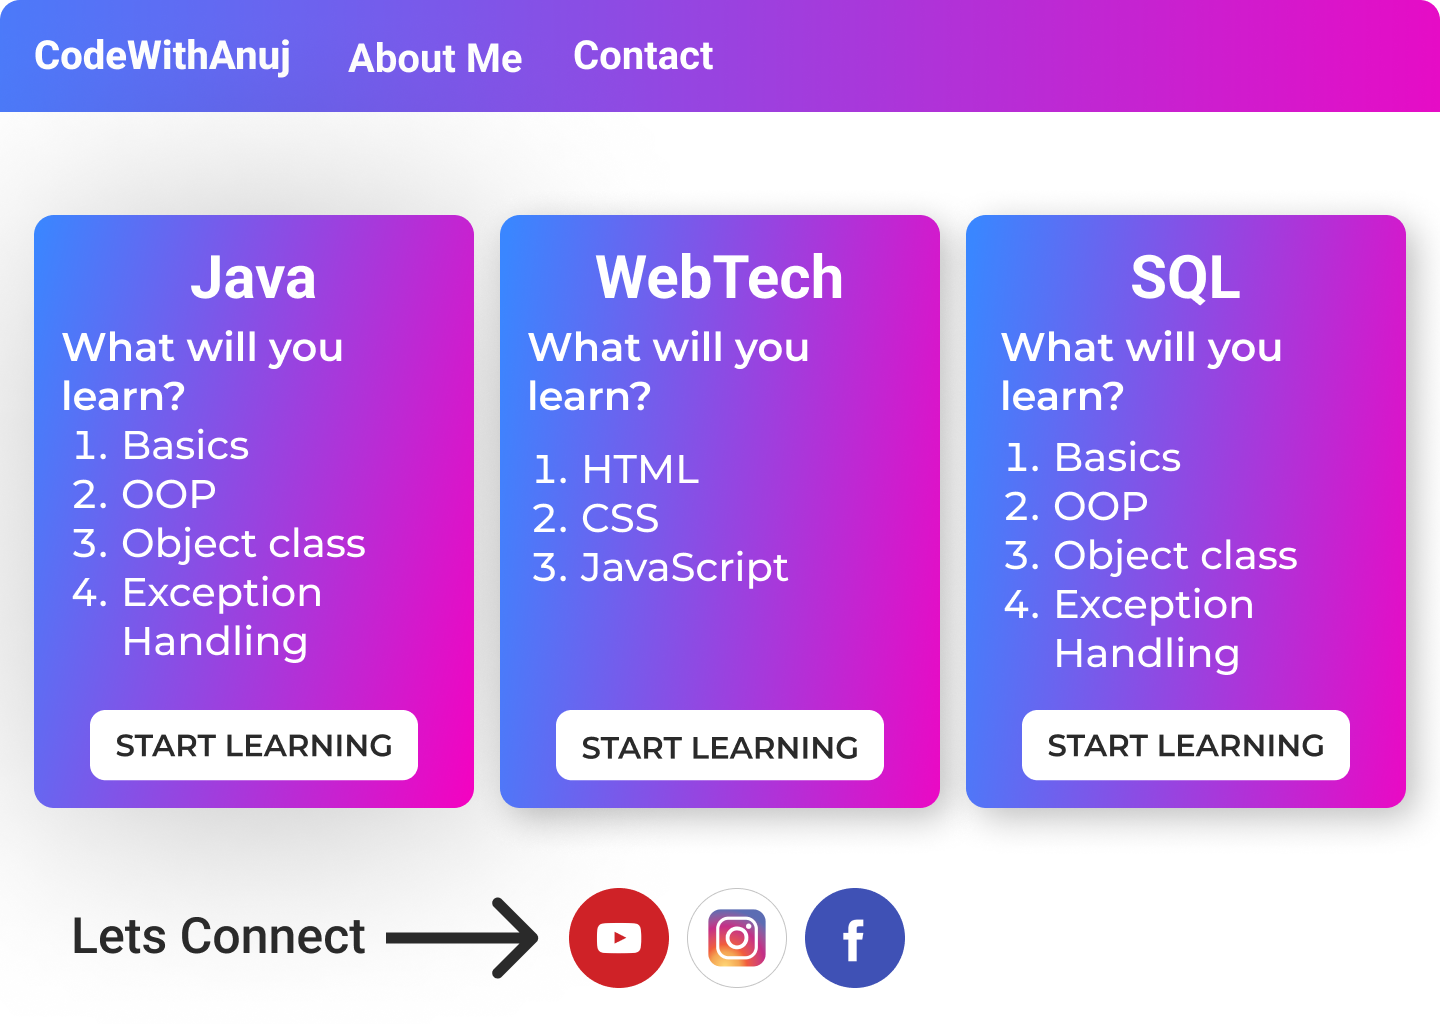 CodeWithAnuj About Me Contact
Java
What will you
learn?
1. Basics
2. OOP
3. Object class
4. Exception
Handling
START LEARNING
WebTech
What will you
learn?
1. HTML
2. CSS
3. JavaScript
START LEARNING
SQL
What will you
learn?
1. Basics
2. OOP
3. Object class
4. Exception
Handling
START LEARNING
Lets Connect